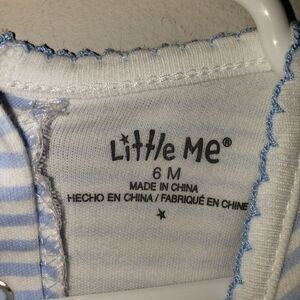 Little Me®
6 M
MADE IN CHINA
HECHO EN CHINA / FABRIQUÉ EN CHINE